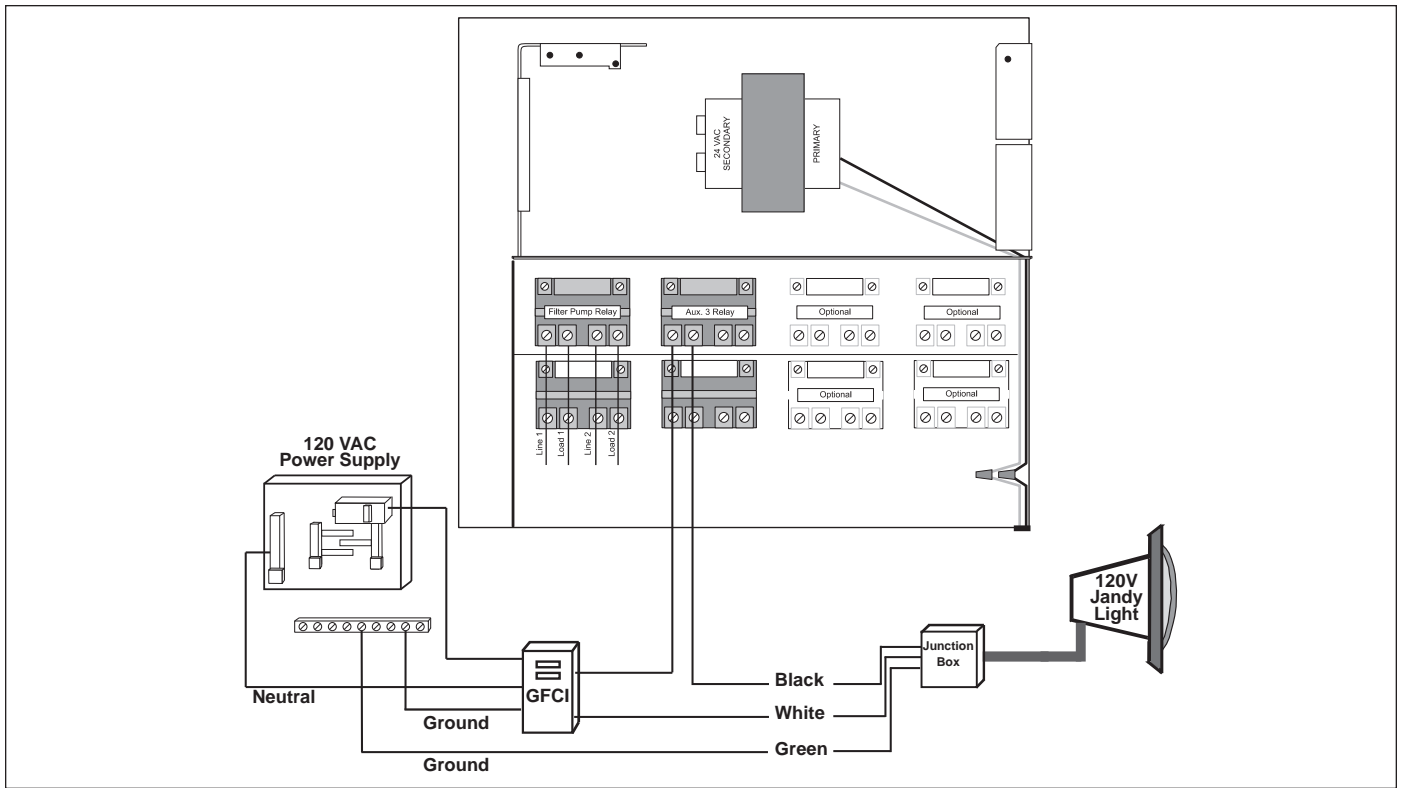 24 VAC
SECONDARY
PRIMARY
Filter Pump Relay
Aux. 3 Relay
Optional
Optional
Optional
Optional
Line 1
Load 1
Line 2
Load 2
120 VAC
Power Supply
120V
Jandy
Light
Junction
Box
GFCI
Neutral
Ground
Ground
Black
White
Green